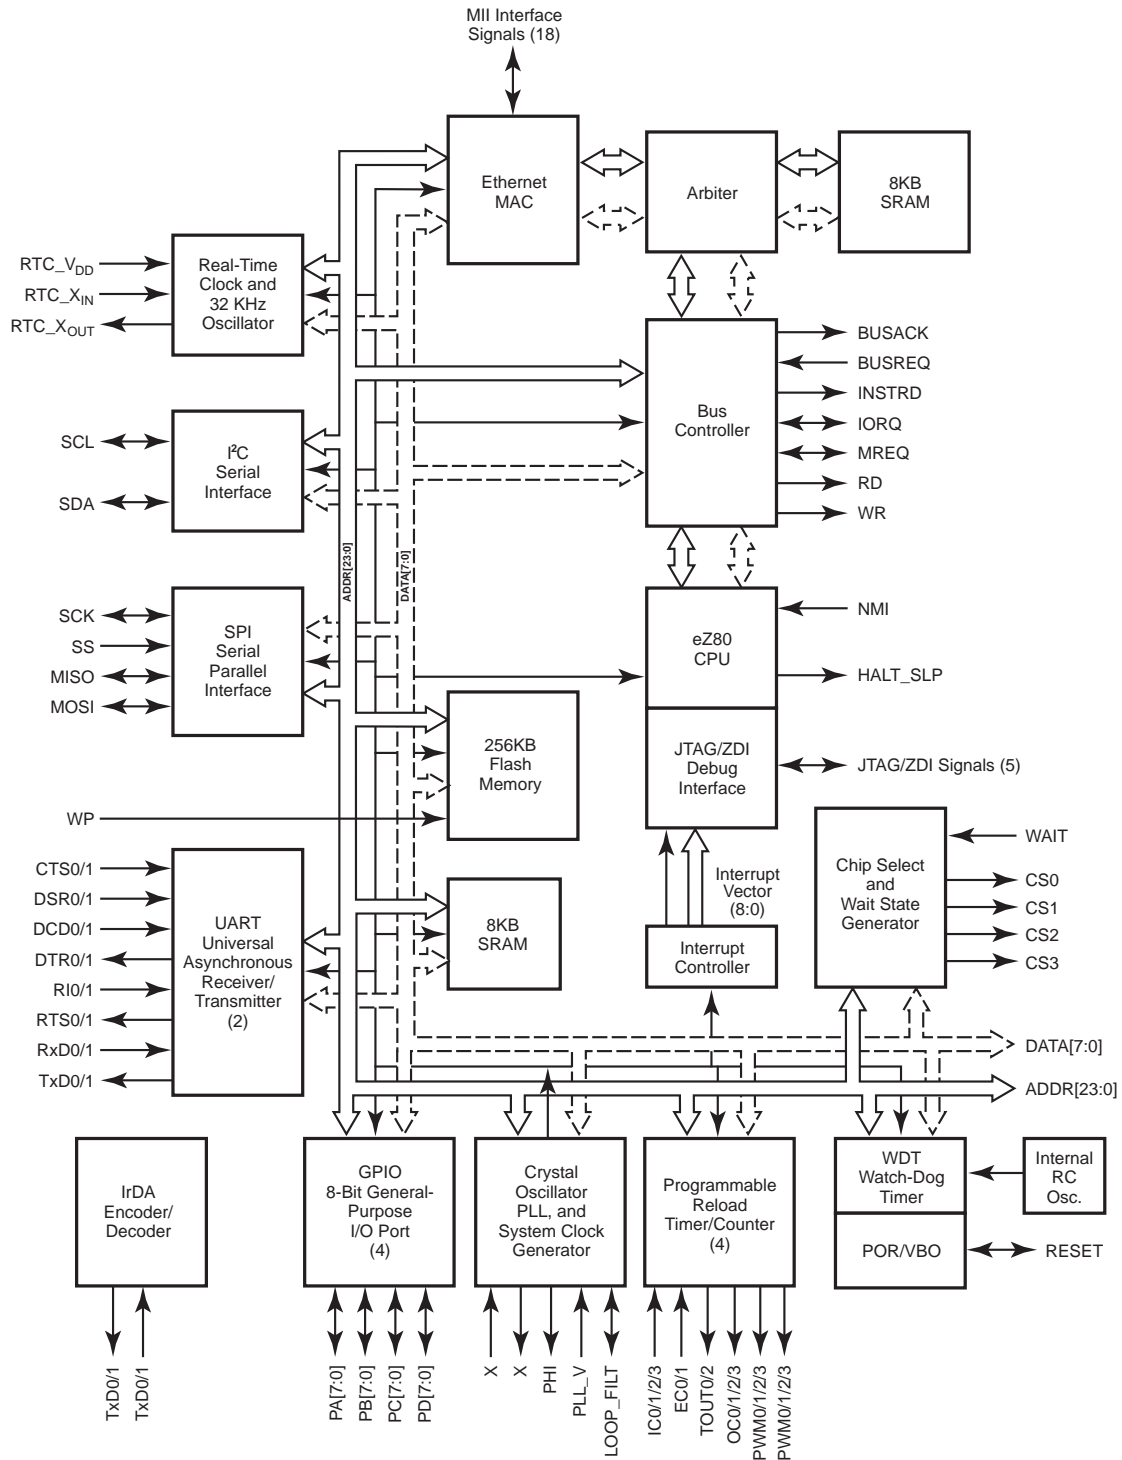 MII Interface
Signals (18)
Ethernet
MAC
Arbiter
8KB
SRAM
RTC_VDD
RTC_XIN
RTC_XOUT
Real-Time
Clock and
32 KHz
Oscillator
Bus
Controller
BUSACK
BUSREQ
INSTRD
IORQ
MREQ
RD
WR
SCL
SDA
I²C
Serial
Interface
ADDR[23:0]
DATA[7:0]
SCK
SS
MISO
MOSI
SPI
Serial
Parallel
Interface
eZ80
CPU
NMI
HALT_SLP
256KB
Flash
Memory
JTAG/ZDI
Debug
Interface
JTAG/ZDI Signals (5)
WP
CTS0/1
DSR0/1
DCD0/1
DTR0/1
RI0/1
RTS0/1
RxD0/1
TxD0/1
UART
Universal
Asynchronous
Receiver/
Transmitter
(2)
8KB
SRAM
Interrupt
Vector
(8:0)
Interrupt
Controller
Chip Select
and
Wait State
Generator
WAIT
CS0
CS1
CS2
CS3
DATA[7:0]
ADDR[23:0]
IrDA
Encoder/
Decoder
GPIO
8-Bit General-
Purpose
I/O Port
(4)
Crystal
Oscillator
PLL, and
System Clock
Generator
Programmable
Reload
Timer/Counter
(4)
WDT
Watch-Dog
Timer
POR/VBO
Internal
RC
Osc.
RESET
TxD0/1
TxD0/1
PA[7:0]
PB[7:0]
PC[7:0]
PD[7:0]
X
X
PHI
PLL_V
LOOP_FILT
IC0/1/2/3
EC0/1
TOUT0/2
OC0/1/2/3
PWM0/1/2/3
PWM0/1/2/3